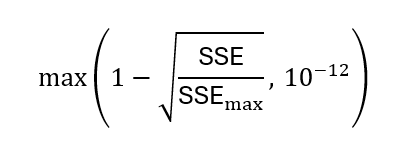 max(1 − √(SSE/SSE_max), 10^−12)